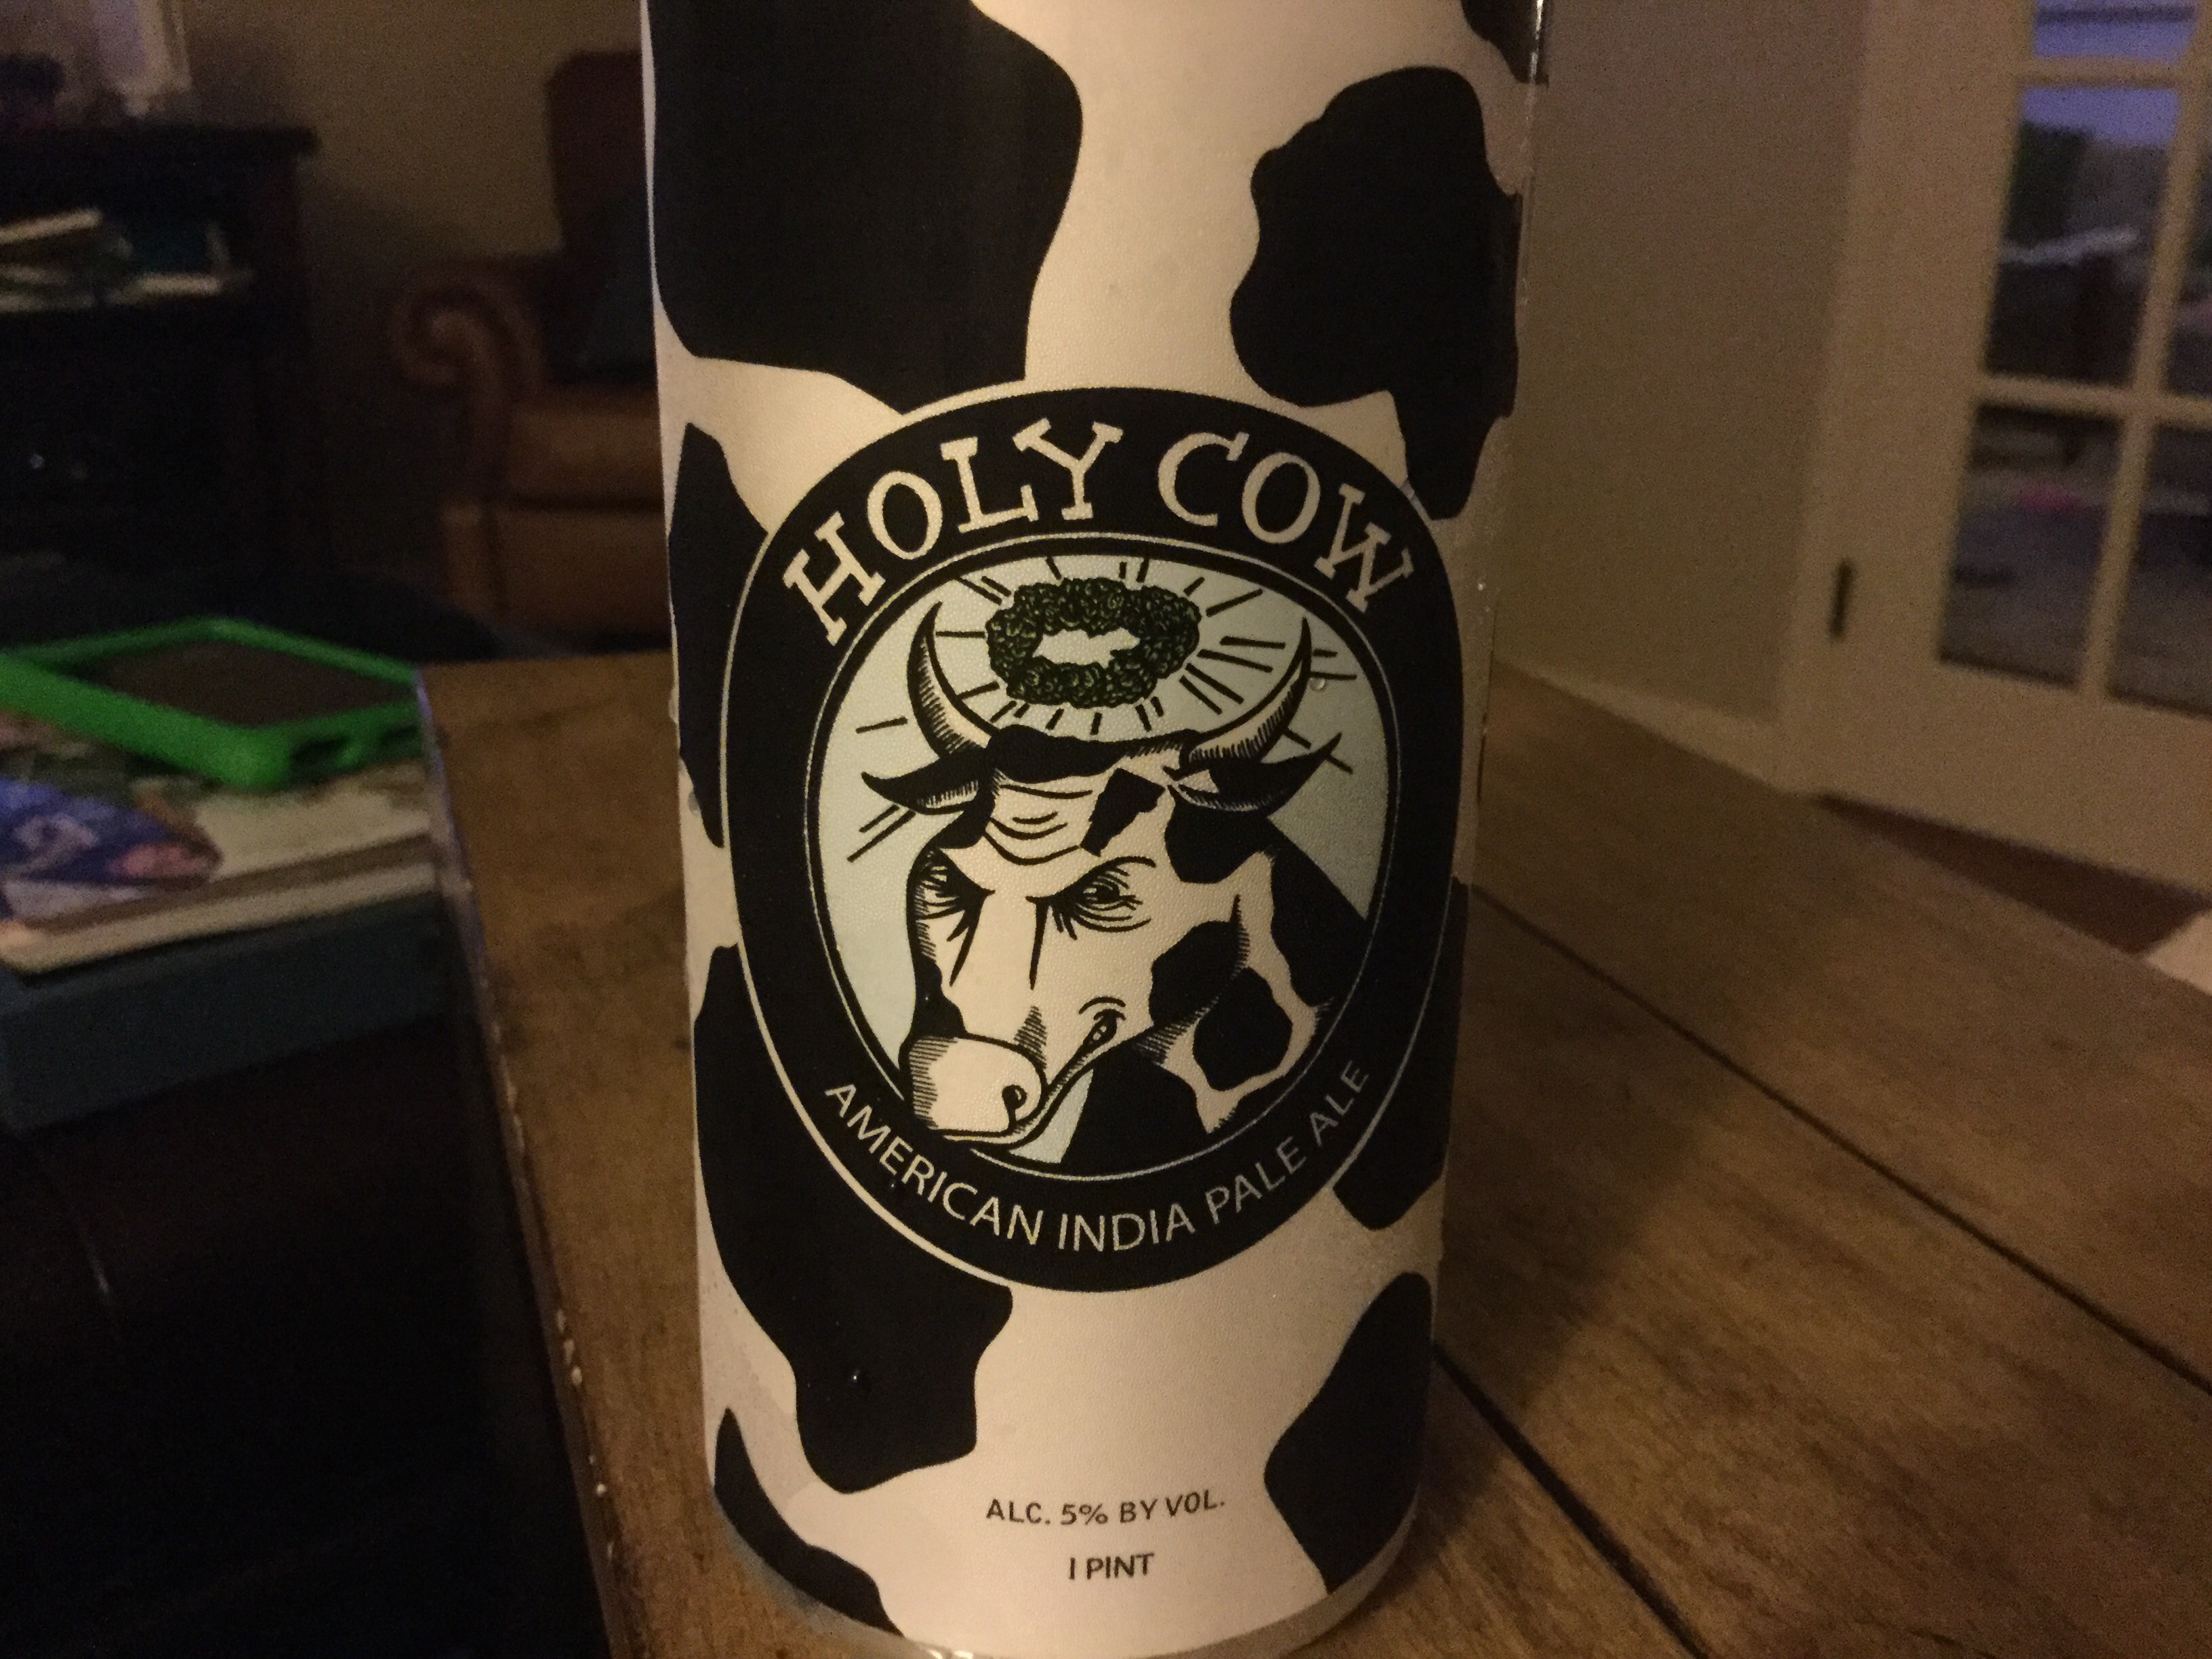 HOLY COW
AMERICAN INDIA PALE ALE
ALC. 5% BY VOL.
1 PINT